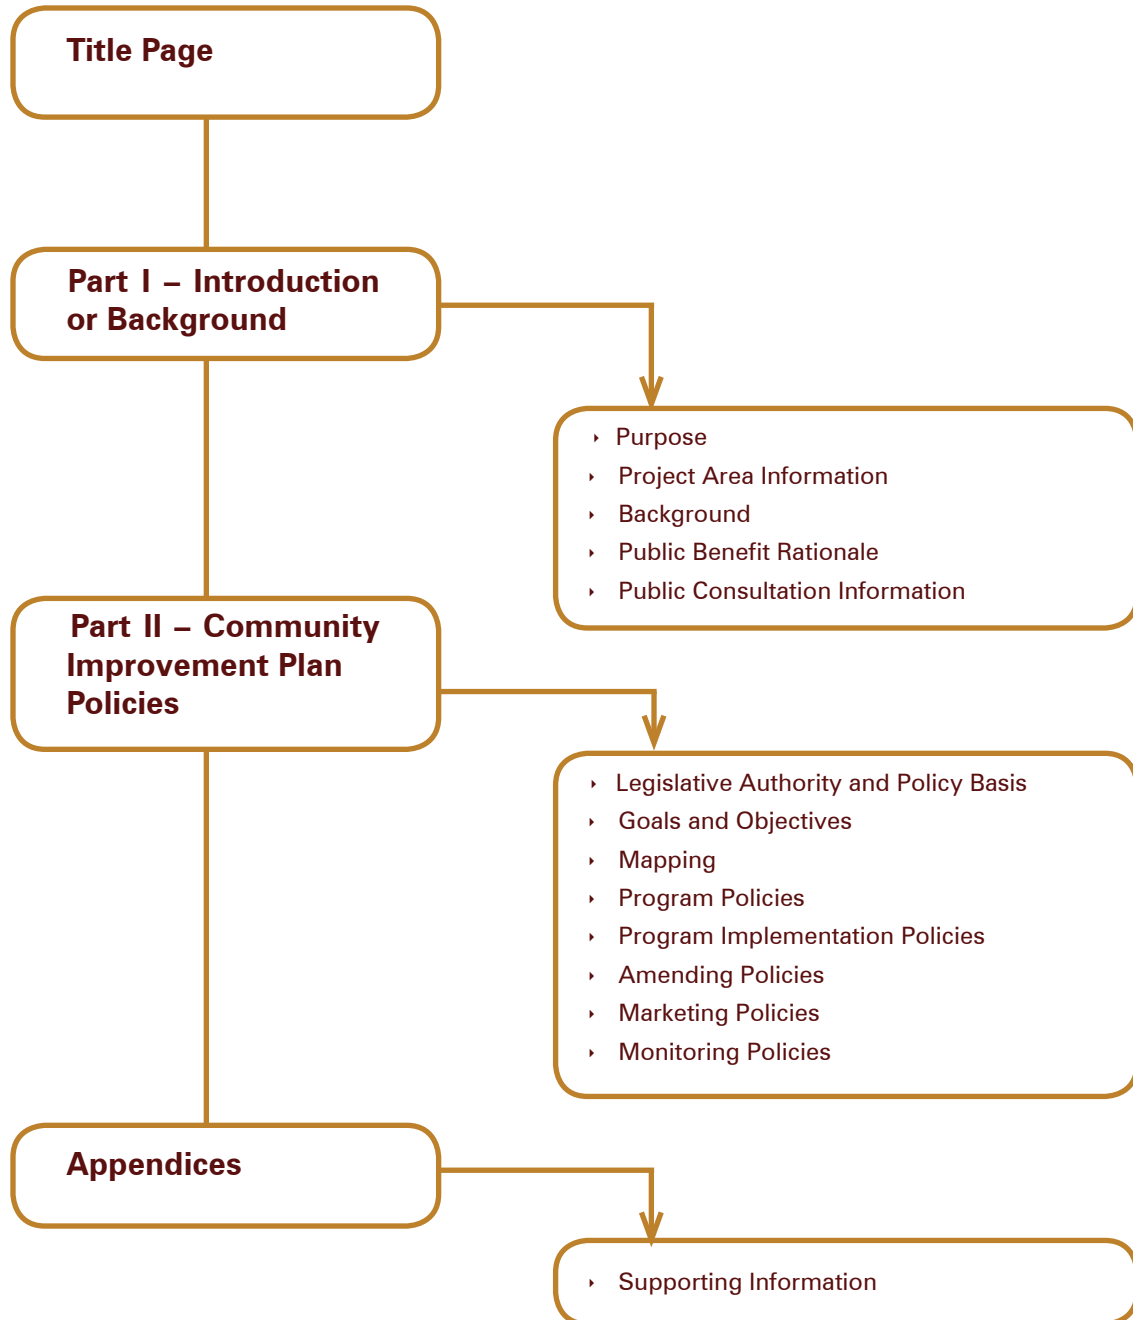 Title Page
Part I – Introduction
or Background
‣ Purpose
‣ Project Area Information
‣ Background
‣ Public Benefit Rationale
‣ Public Consultation Information
Part II – Community
Improvement Plan
Policies
‣ Legislative Authority and Policy Basis
‣ Goals and Objectives
‣ Mapping
‣ Program Policies
‣ Program Implementation Policies
‣ Amending Policies
‣ Marketing Policies
‣ Monitoring Policies
Appendices
‣ Supporting Information